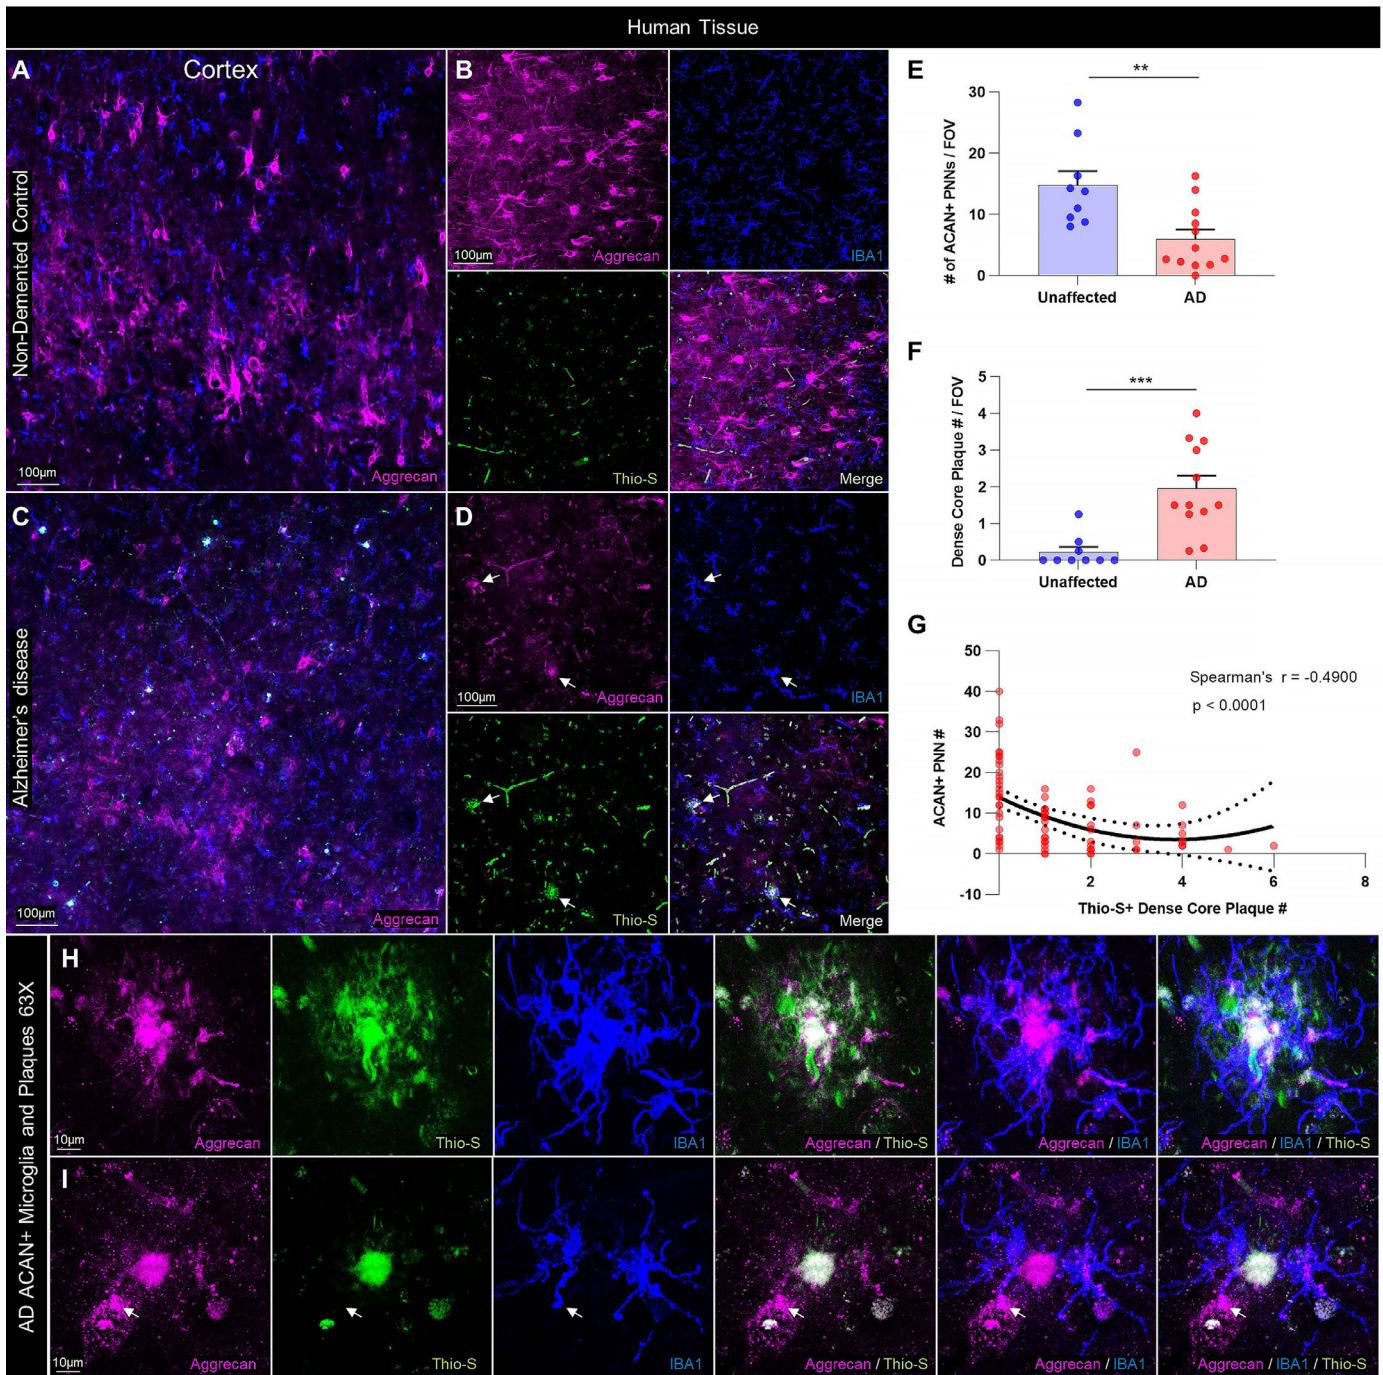 Human Tissue
A
Cortex
Non-Demented Control
100µm
Aggrecan
B
100µm
Aggrecan
IBA1
Thio-S
Merge
C
Alzheimer's disease
100µm
Aggrecan
D
100µm
Aggrecan
IBA1
Thio-S
Merge
E
**
# of ACAN+ PNNs / FOV
30
20
10
0
Unaffected AD
F
***
Dense Core Plaque # / FOV
5
4
3
2
1
0
Unaffected AD
G
Spearman's r = -0.4900
p < 0.0001
ACAN+ PNN #
50
40
30
20
10
0
-10
2 4 6 8
Thio-S+ Dense Core Plaque #
AD ACAN+ Microglia and Plaques 63X
H
10µm
Aggrecan
Thio-S
IBA1
Aggrecan / Thio-S
Aggrecan / IBA1
Aggrecan / IBA1 / Thio-S
I
10µm
Aggrecan
Thio-S
IBA1
Aggrecan / Thio-S
Aggrecan / IBA1
Aggrecan / IBA1 / Thio-S